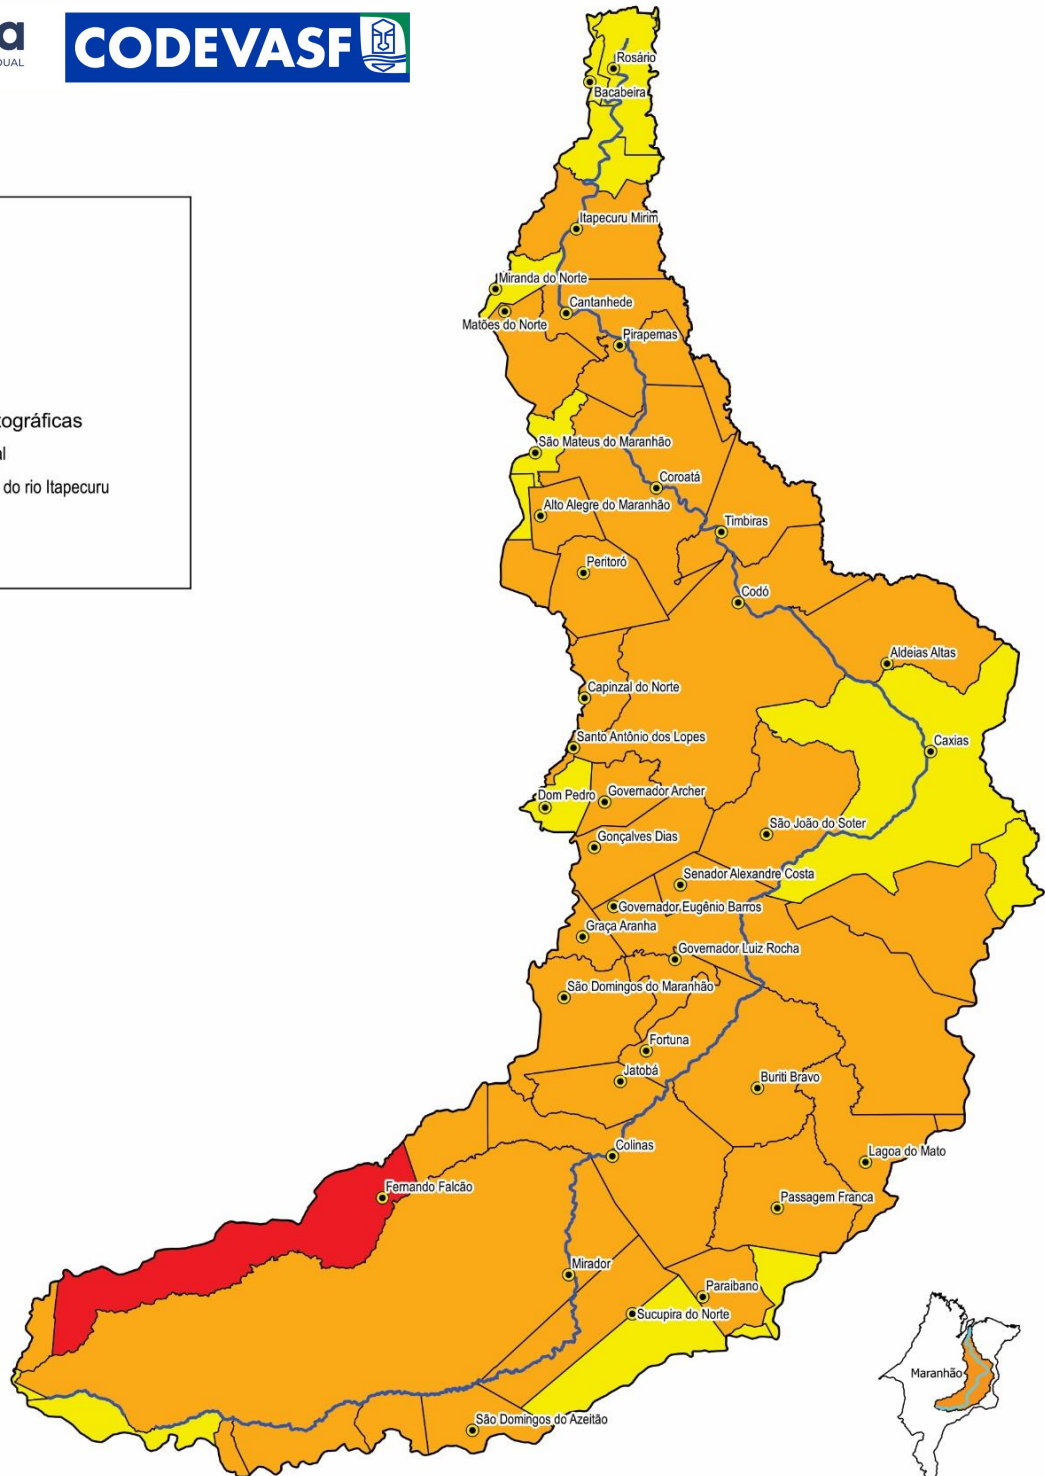 CODEVASF
Rosário
Bacabeira
Itapecuru Mirim
Miranda do Norte
Cantanhede
Matões do Norte
Pirapemas
São Mateus do Maranhão
Coroatá
Alto Alegre do Maranhão
Timbiras
Peritoró
Codó
Aldeias Altas
Capinzal do Norte
Santo Antônio dos Lopes
Caxias
Dom Pedro
Governador Archer
São João do Soter
Gonçalves Dias
Senador Alexandre Costa
Governador Eugênio Barros
Graça Aranha
Governador Luiz Rocha
São Domingos do Maranhão
Fortuna
Jatobá
Buriti Bravo
Colinas
Lagoa do Mato
Fernando Falcão
Passagem Franca
Mirador
Paraibano
Sucupira do Norte
São Domingos do Azeitão
do rio Itapecuru
Maranhão